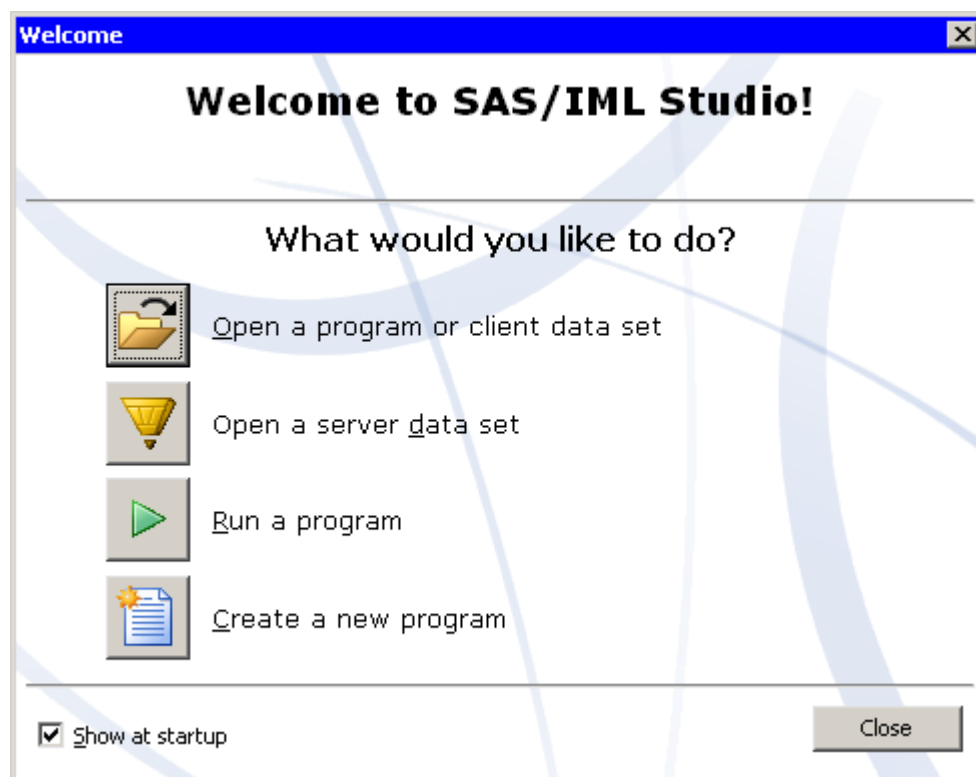 Welcome
Welcome to SAS/IML Studio!
What would you like to do?
Open a program or client data set
Open a server data set
Run a program
Create a new program
Show at startup
Close